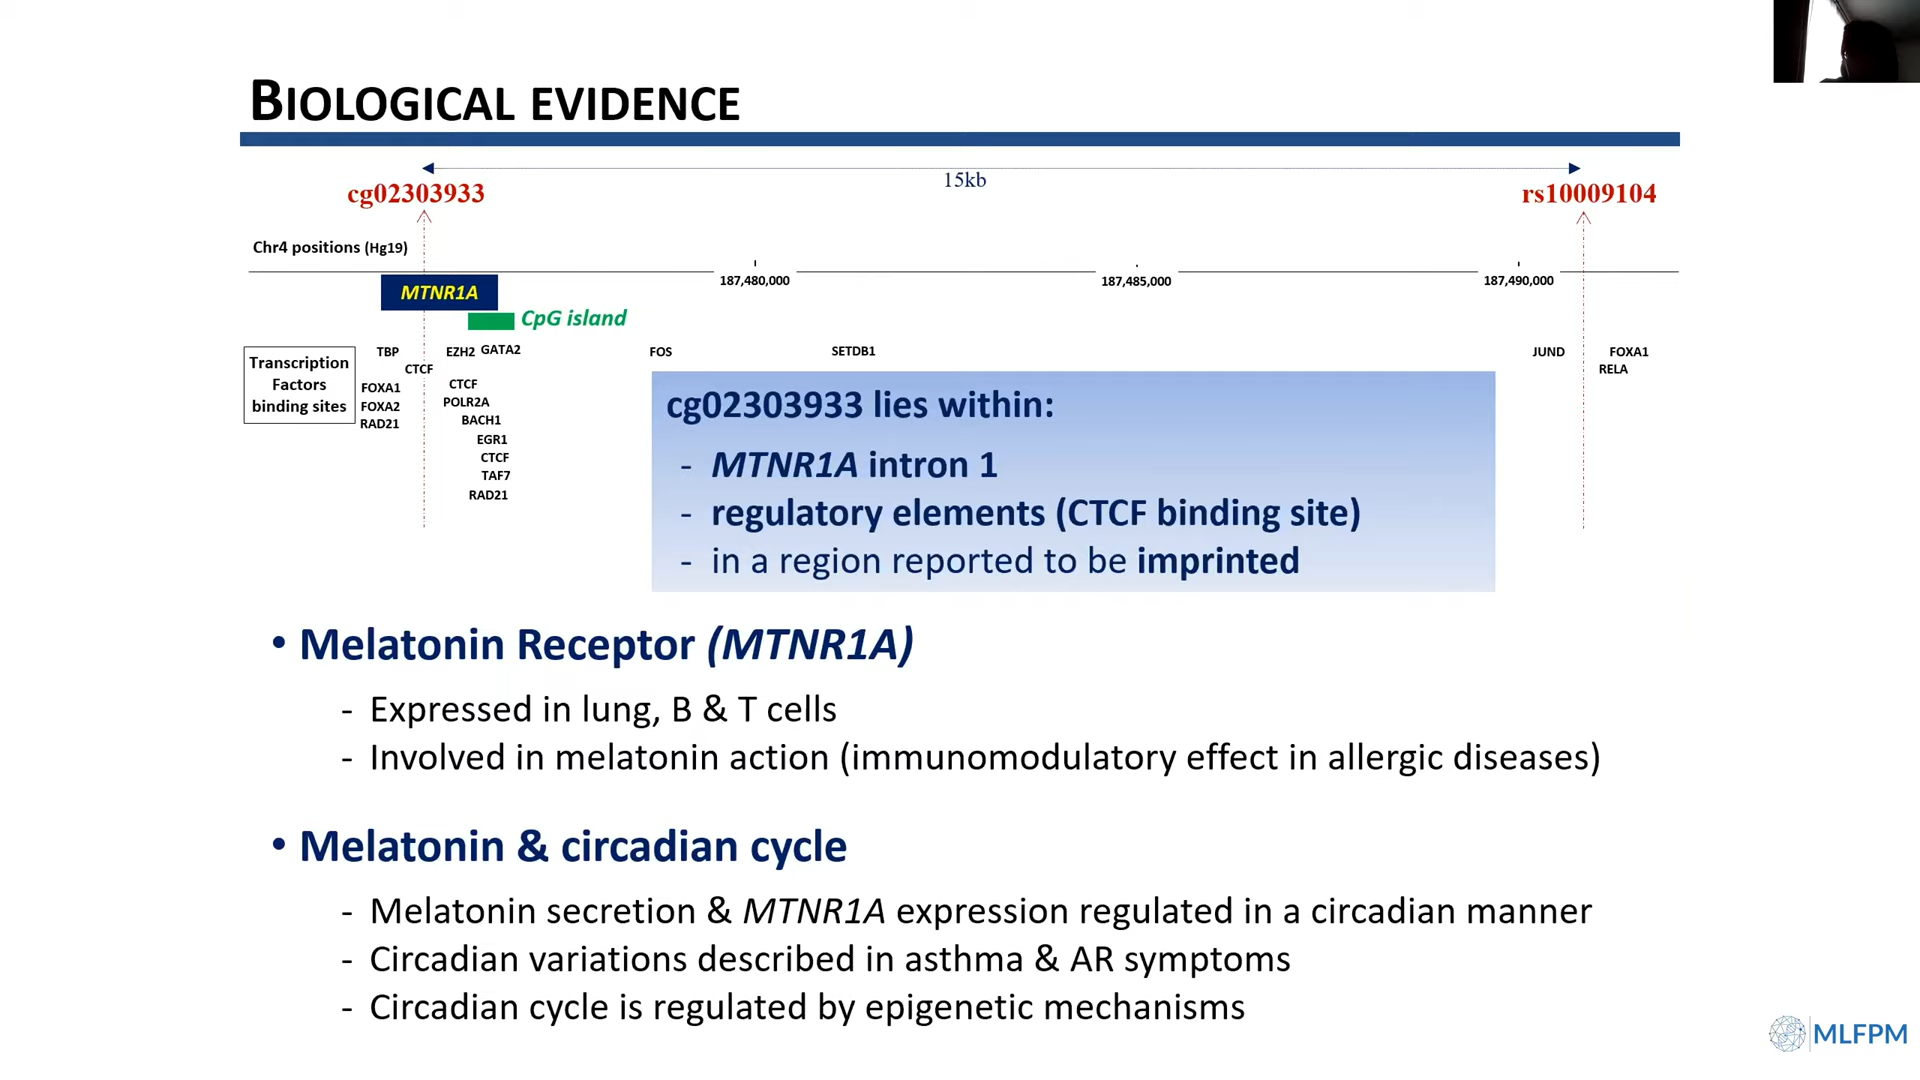 BIOLOGICAL EVIDENCE
15kb
cg02303933
rs10009104
Chr4 positions (Hg19)
MTNR1A
187,480,000
187,485,000
187,490,000
CpG island
Transcription
Factors
binding sites
TBP
CTCF
FOXA1
FOXA2
RAD21
EZH2
GATA2
CTCF
POLR2A
BACH1
EGR1
CTCF
TAF7
RAD21
FOS
SETDB1
JUND
FOXA1
RELA
cg02303933 lies within:
- MTNR1A intron 1
- regulatory elements (CTCF binding site)
- in a region reported to be imprinted
• Melatonin Receptor (MTNR1A)
- Expressed in lung, B & T cells
- Involved in melatonin action (immunomodulatory effect in allergic diseases)
• Melatonin & circadian cycle
- Melatonin secretion & MTNR1A expression regulated in a circadian manner
- Circadian variations described in asthma & AR symptoms
- Circadian cycle is regulated by epigenetic mechanisms
MLFPM